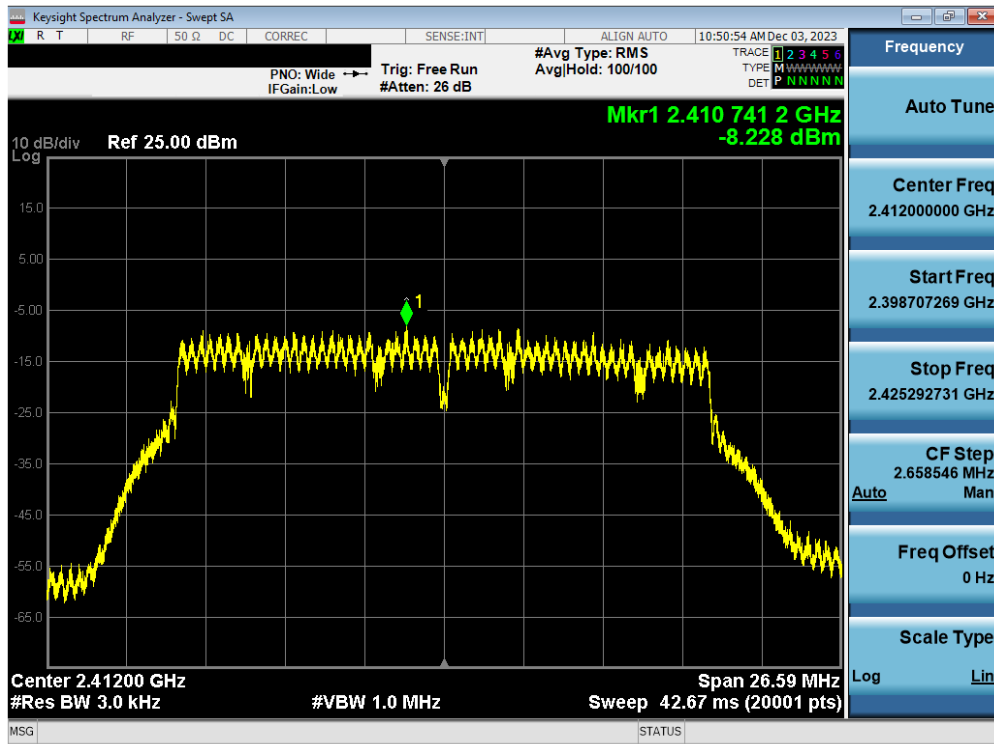 Keysight Spectrum Analyzer - Swept SA
LXI R T RF 50 Ω DC CORREC SENSE:INT ALIGN AUTO 10:50:54 AM Dec 03, 2023
PNO: Wide
IFGain:Low
Trig: Free Run
#Atten: 26 dB
#Avg Type: RMS
Avg|Hold: 100/100
TRACE 1 2 3 4 5 6
TYPE M W W W W W
DET P N N N N N
Mkr1 2.410 741 2 GHz
-8.228 dBm
10 dB/div Ref 25.00 dBm
Log
15.0
5.00
-5.00
-15.0
-25.0
-35.0
-45.0
-55.0
-65.0
1
Center 2.41200 GHz Span 26.59 MHz
#Res BW 3.0 kHz #VBW 1.0 MHz Sweep 42.67 ms (20001 pts)
MSG STATUS
Frequency
Auto Tune
Center Freq
2.412000000 GHz
Start Freq
2.398707269 GHz
Stop Freq
2.425292731 GHz
CF Step
2.658546 MHz
Auto Man
Freq Offset
0 Hz
Scale Type
Log Lin